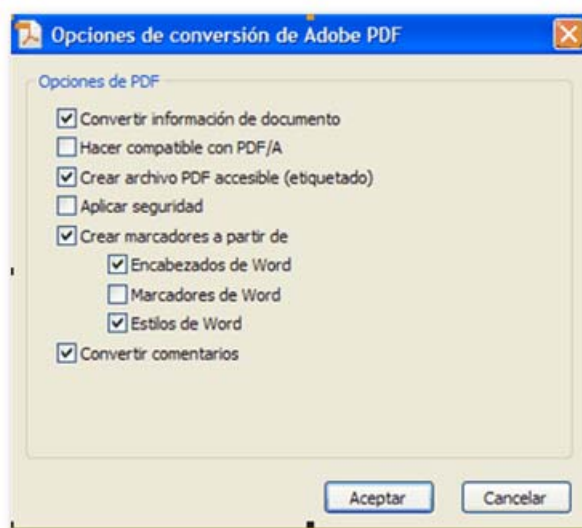 Opciones de conversión de Adobe PDF
Opciones de PDF
Convertir información de documento
Hacer compatible con PDF/A
Crear archivo PDF accesible (etiquetado)
Aplicar seguridad
Crear marcadores a partir de
Encabezados de Word
Marcadores de Word
Estilos de Word
Convertir comentarios
Aceptar Cancelar